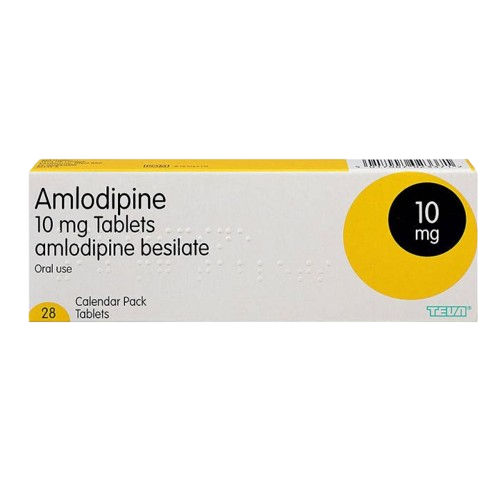 Amlodipine
10 mg Tablets
amlodipine besilate
Oral use
28
Calendar Pack
Tablets
10
mg
TEVA